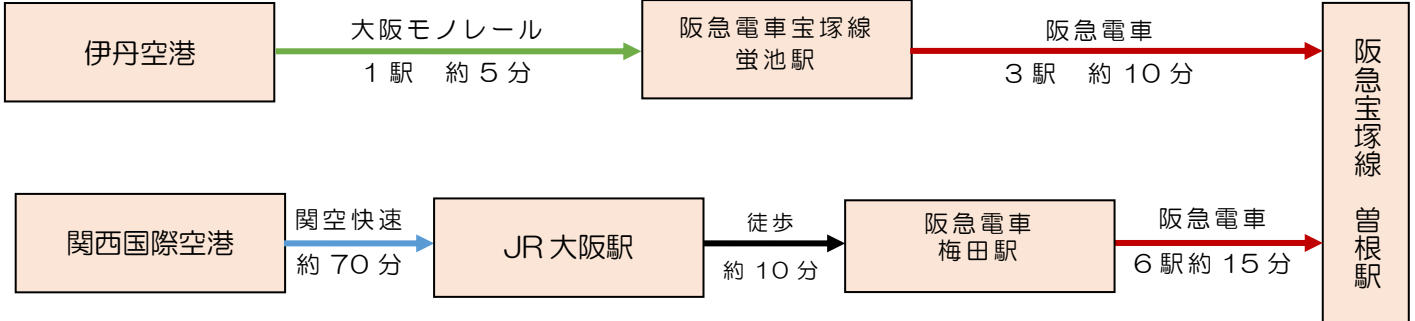 伊丹空港
大阪モノレール
1駅 約5分
阪急電車宝塚線
蛍池駅
阪急電車
3駅 約10分
阪急宝塚線 曽根駅
関西国際空港
関空快速
約70分
JR大阪駅
徒歩
約10分
阪急電車
梅田駅
阪急電車
6駅約15分